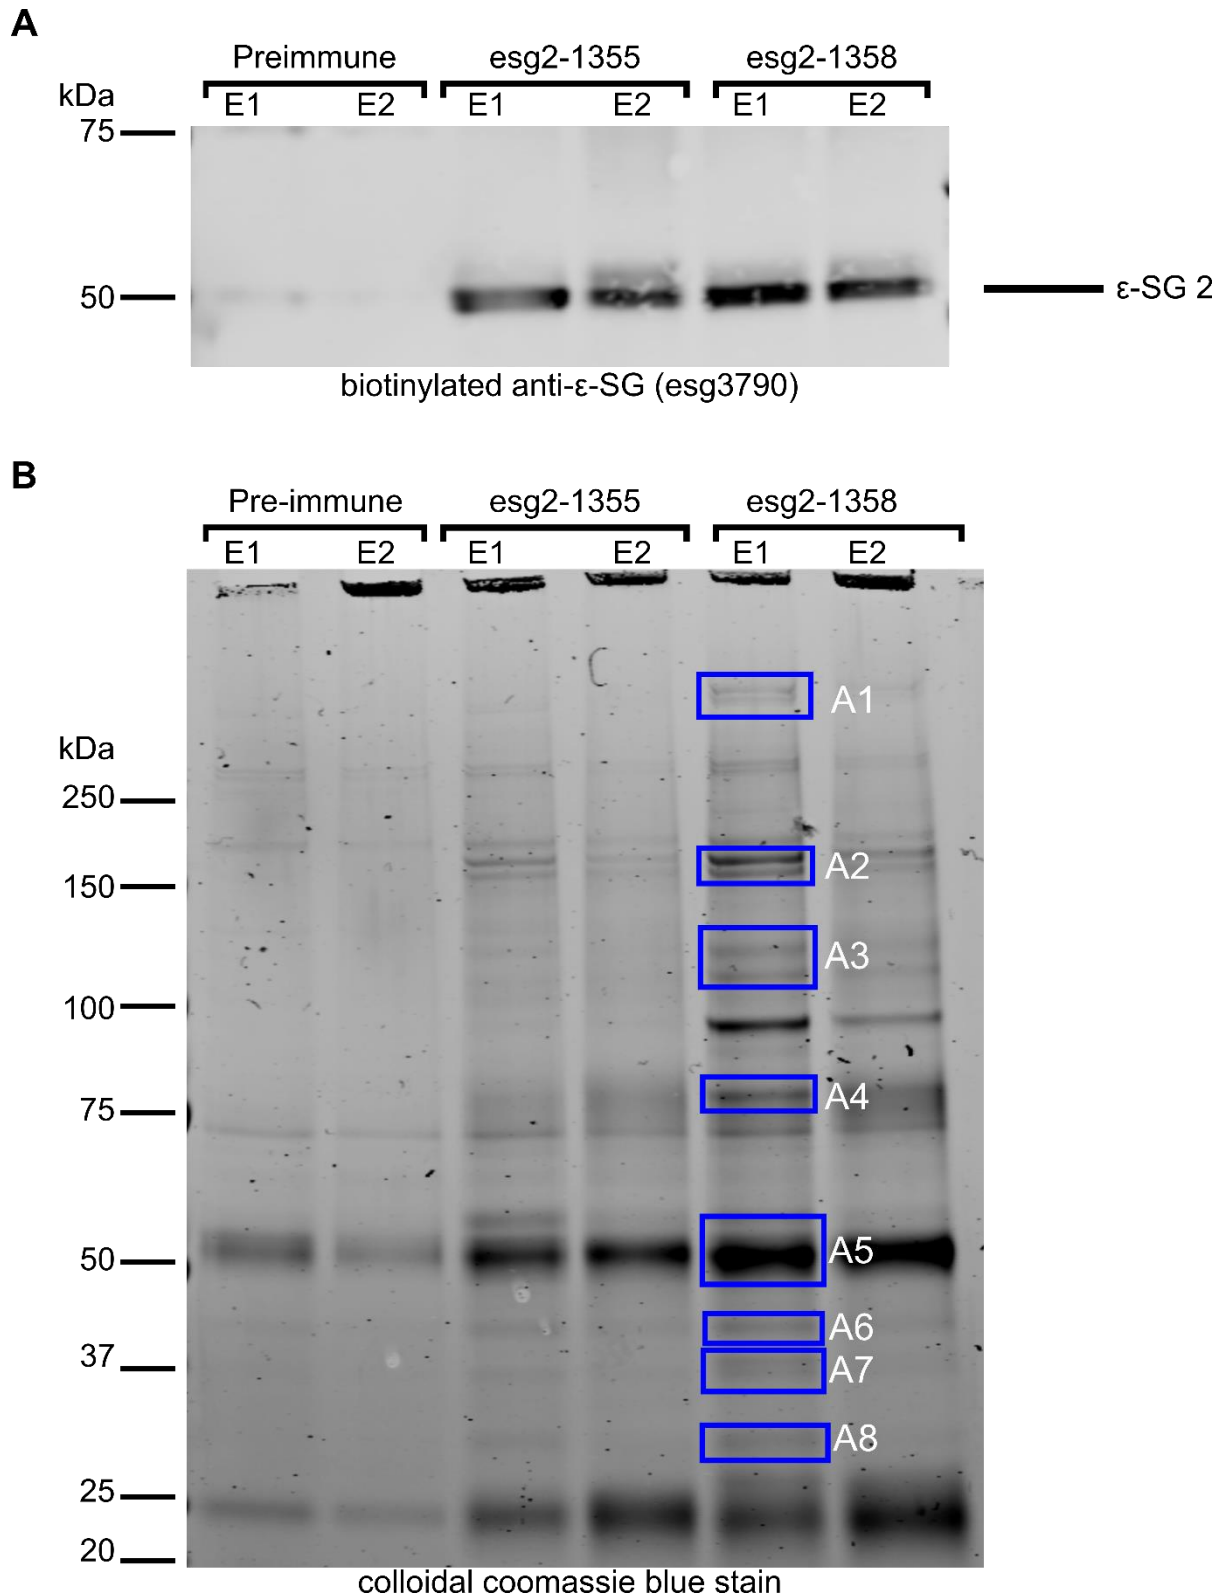 A
Preimmune esg2-1355 esg2-1358
kDa E1 E2 E1 E2 E1 E2
75
50 ε-SG 2
biotinylated anti-ε-SG (esg3790)
B
Pre-immune esg2-1355 esg2-1358
E1 E2 E1 E2 E1 E2
A1
kDa
250
A2
150
A3
100
A4
75
A5
50
A6
37 A7
A8
25
20
colloidal coomassie blue stain